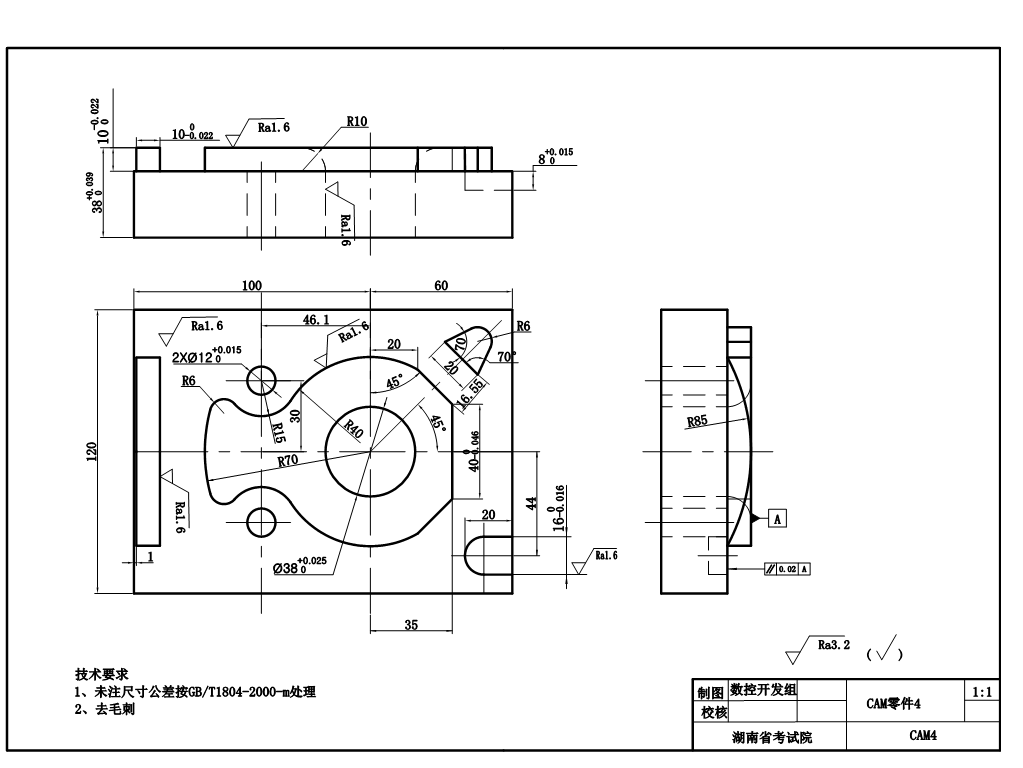 10 0 -0.022
10 0 -0.022
Ra1.6
R10
8 +0.015 0
38 +0.039 0
Ra1.6
100
60
46.1
Ra1.6
Ra1.6
20
R6
70
70°
2XØ12 +0.015 0
20
R6
45°
16.55
30
45°
R40
R15
R85
120
R70
40 0 -0.046
44
20
16 0 -0.016
A
Ra1.6
1
Ø38 +0.025 0
Ra1.6
// 0.02 A
35
Ra3.2 (√)
技术要求
1、未注尺寸公差按GB/T1804-2000-m处理
2、去毛刺
制图 数控开发组 CAM零件4 1:1
校核
湖南省考试院 CAM4